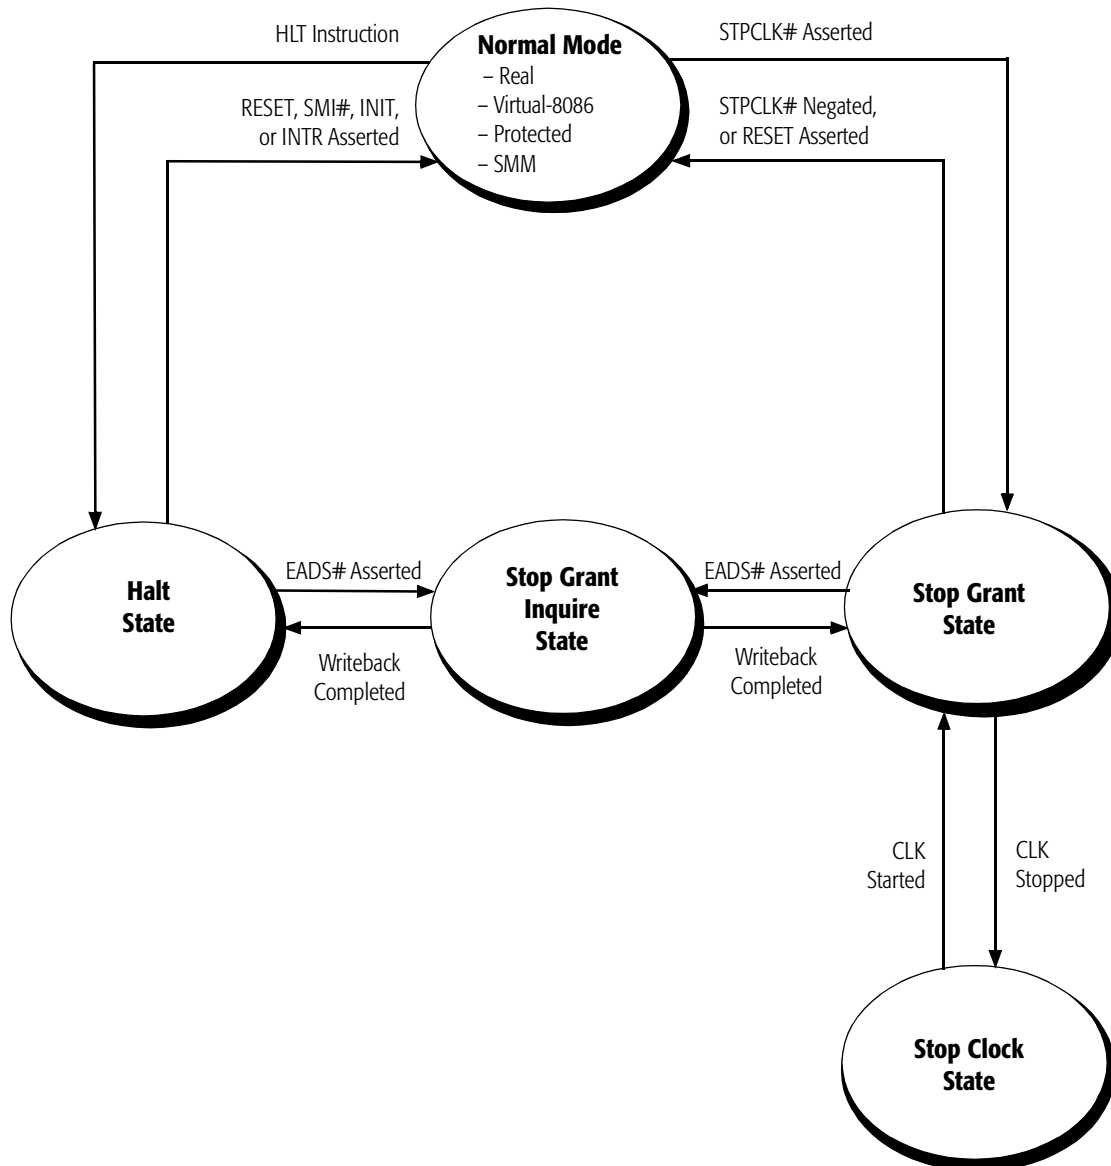 HLT Instruction
Normal Mode
– Real
– Virtual-8086
– Protected
– SMM
STPCLK# Asserted
RESET, SMI#, INIT,
or INTR Asserted
STPCLK# Negated,
or RESET Asserted
Halt
State
EADS# Asserted
Writeback
Completed
Stop Grant
Inquire
State
EADS# Asserted
Writeback
Completed
Stop Grant
State
CLK
Started
CLK
Stopped
Stop Clock
State